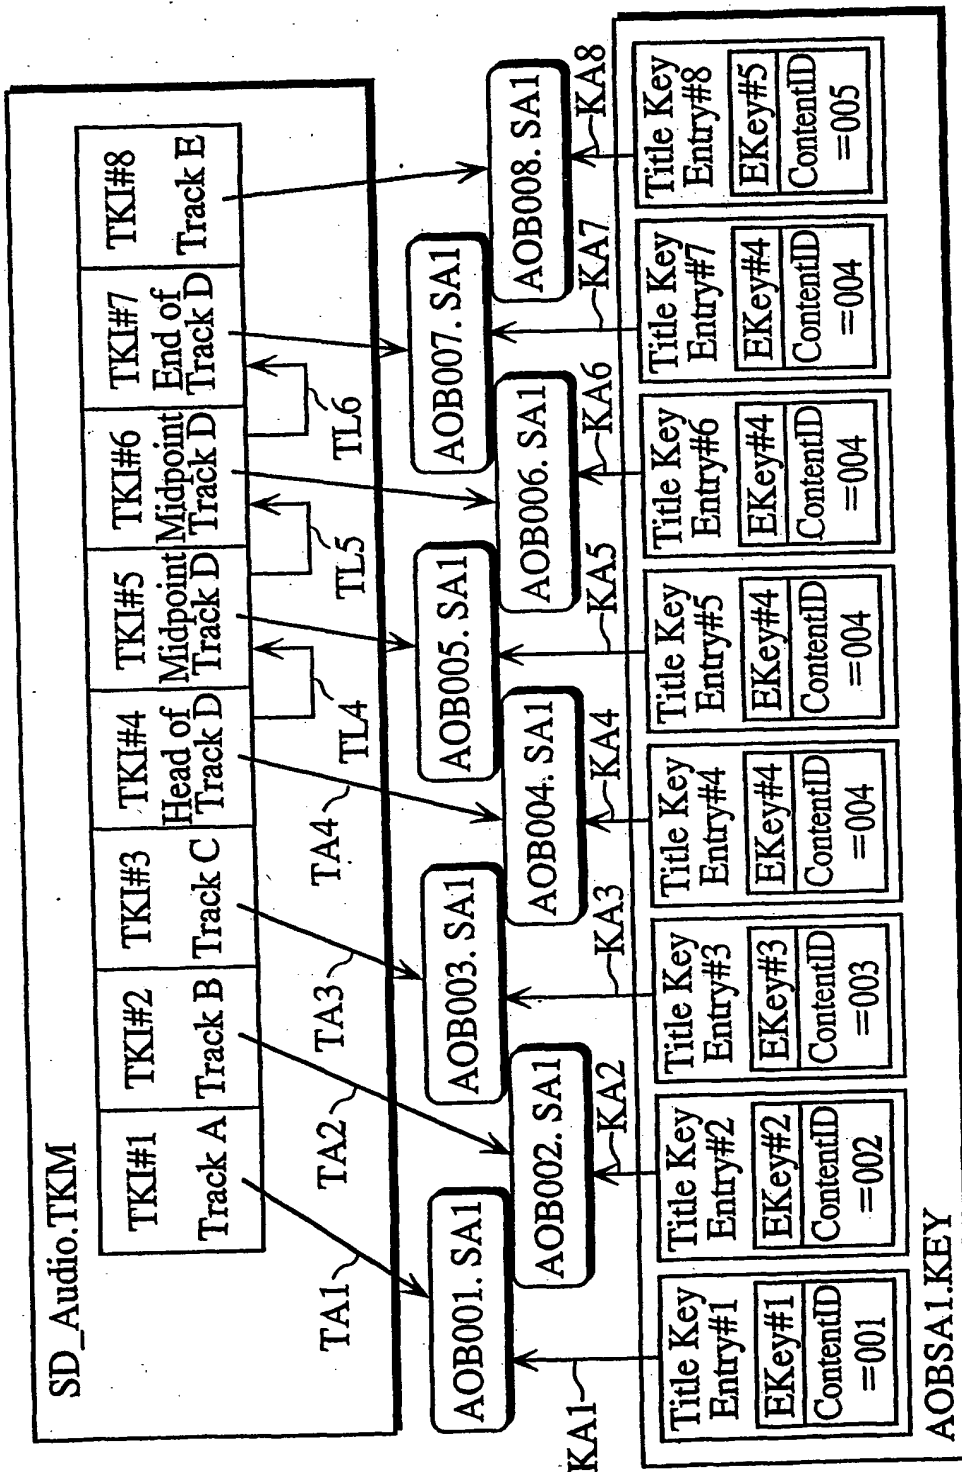 SD_Audio.TKM
TKI#1
Track A
TKI#2
Track B
TKI#3
Track C
TKI#4
Head of
Track D
TKI#5
Midpoint
Track D
TKI#6
Midpoint
Track D
TKI#7
End of
Track D
TKI#8
Track E
TL4
TL5
TL6
TA1
TA2
TA3
TA4
AOB001. SA1
AOB002. SA1
AOB003. SA1
AOB004. SA1
AOB005. SA1
AOB006. SA1
AOB007. SA1
AOB008. SA1
KA1
KA2
KA3
KA4
KA5
KA6
KA7
KA8
Title Key
Entry#1
EKey#1
ContentID
=001
Title Key
Entry#2
EKey#2
ContentID
=002
Title Key
Entry#3
EKey#3
ContentID
=003
Title Key
Entry#4
EKey#4
ContentID
=004
Title Key
Entry#5
EKey#4
ContentID
=004
Title Key
Entry#6
EKey#4
ContentID
=004
Title Key
Entry#7
EKey#4
ContentID
=004
Title Key
Entry#8
EKey#5
ContentID
=005
AOBSA1.KEY